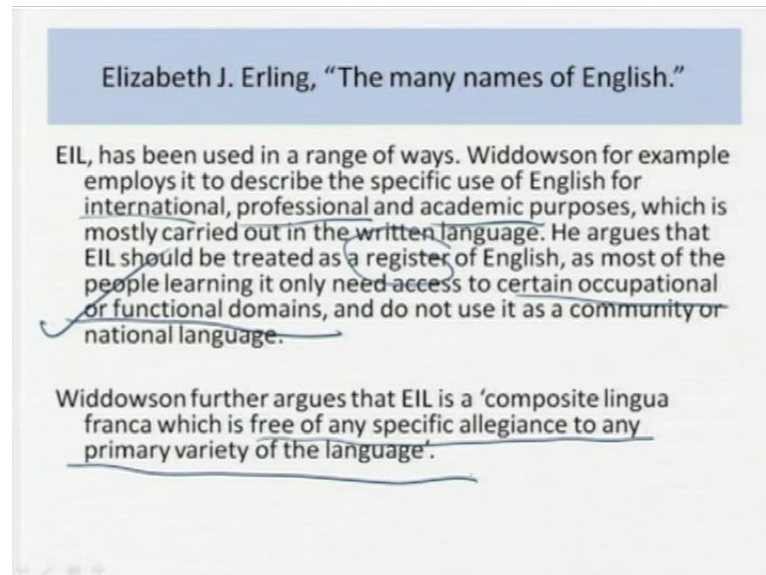 Elizabeth J. Erling, “The many names of English.”
EIL, has been used in a range of ways. Widdowson for example
employs it to describe the specific use of English for
international, professional and academic purposes, which is
mostly carried out in the written language. He argues that
EIL should be treated as a register of English, as most of the
people learning it only need access to certain occupational
or functional domains, and do not use it as a community or
national language.
Widdowson further argues that EIL is a ‘composite lingua
franca which is free of any specific allegiance to any
primary variety of the language’.